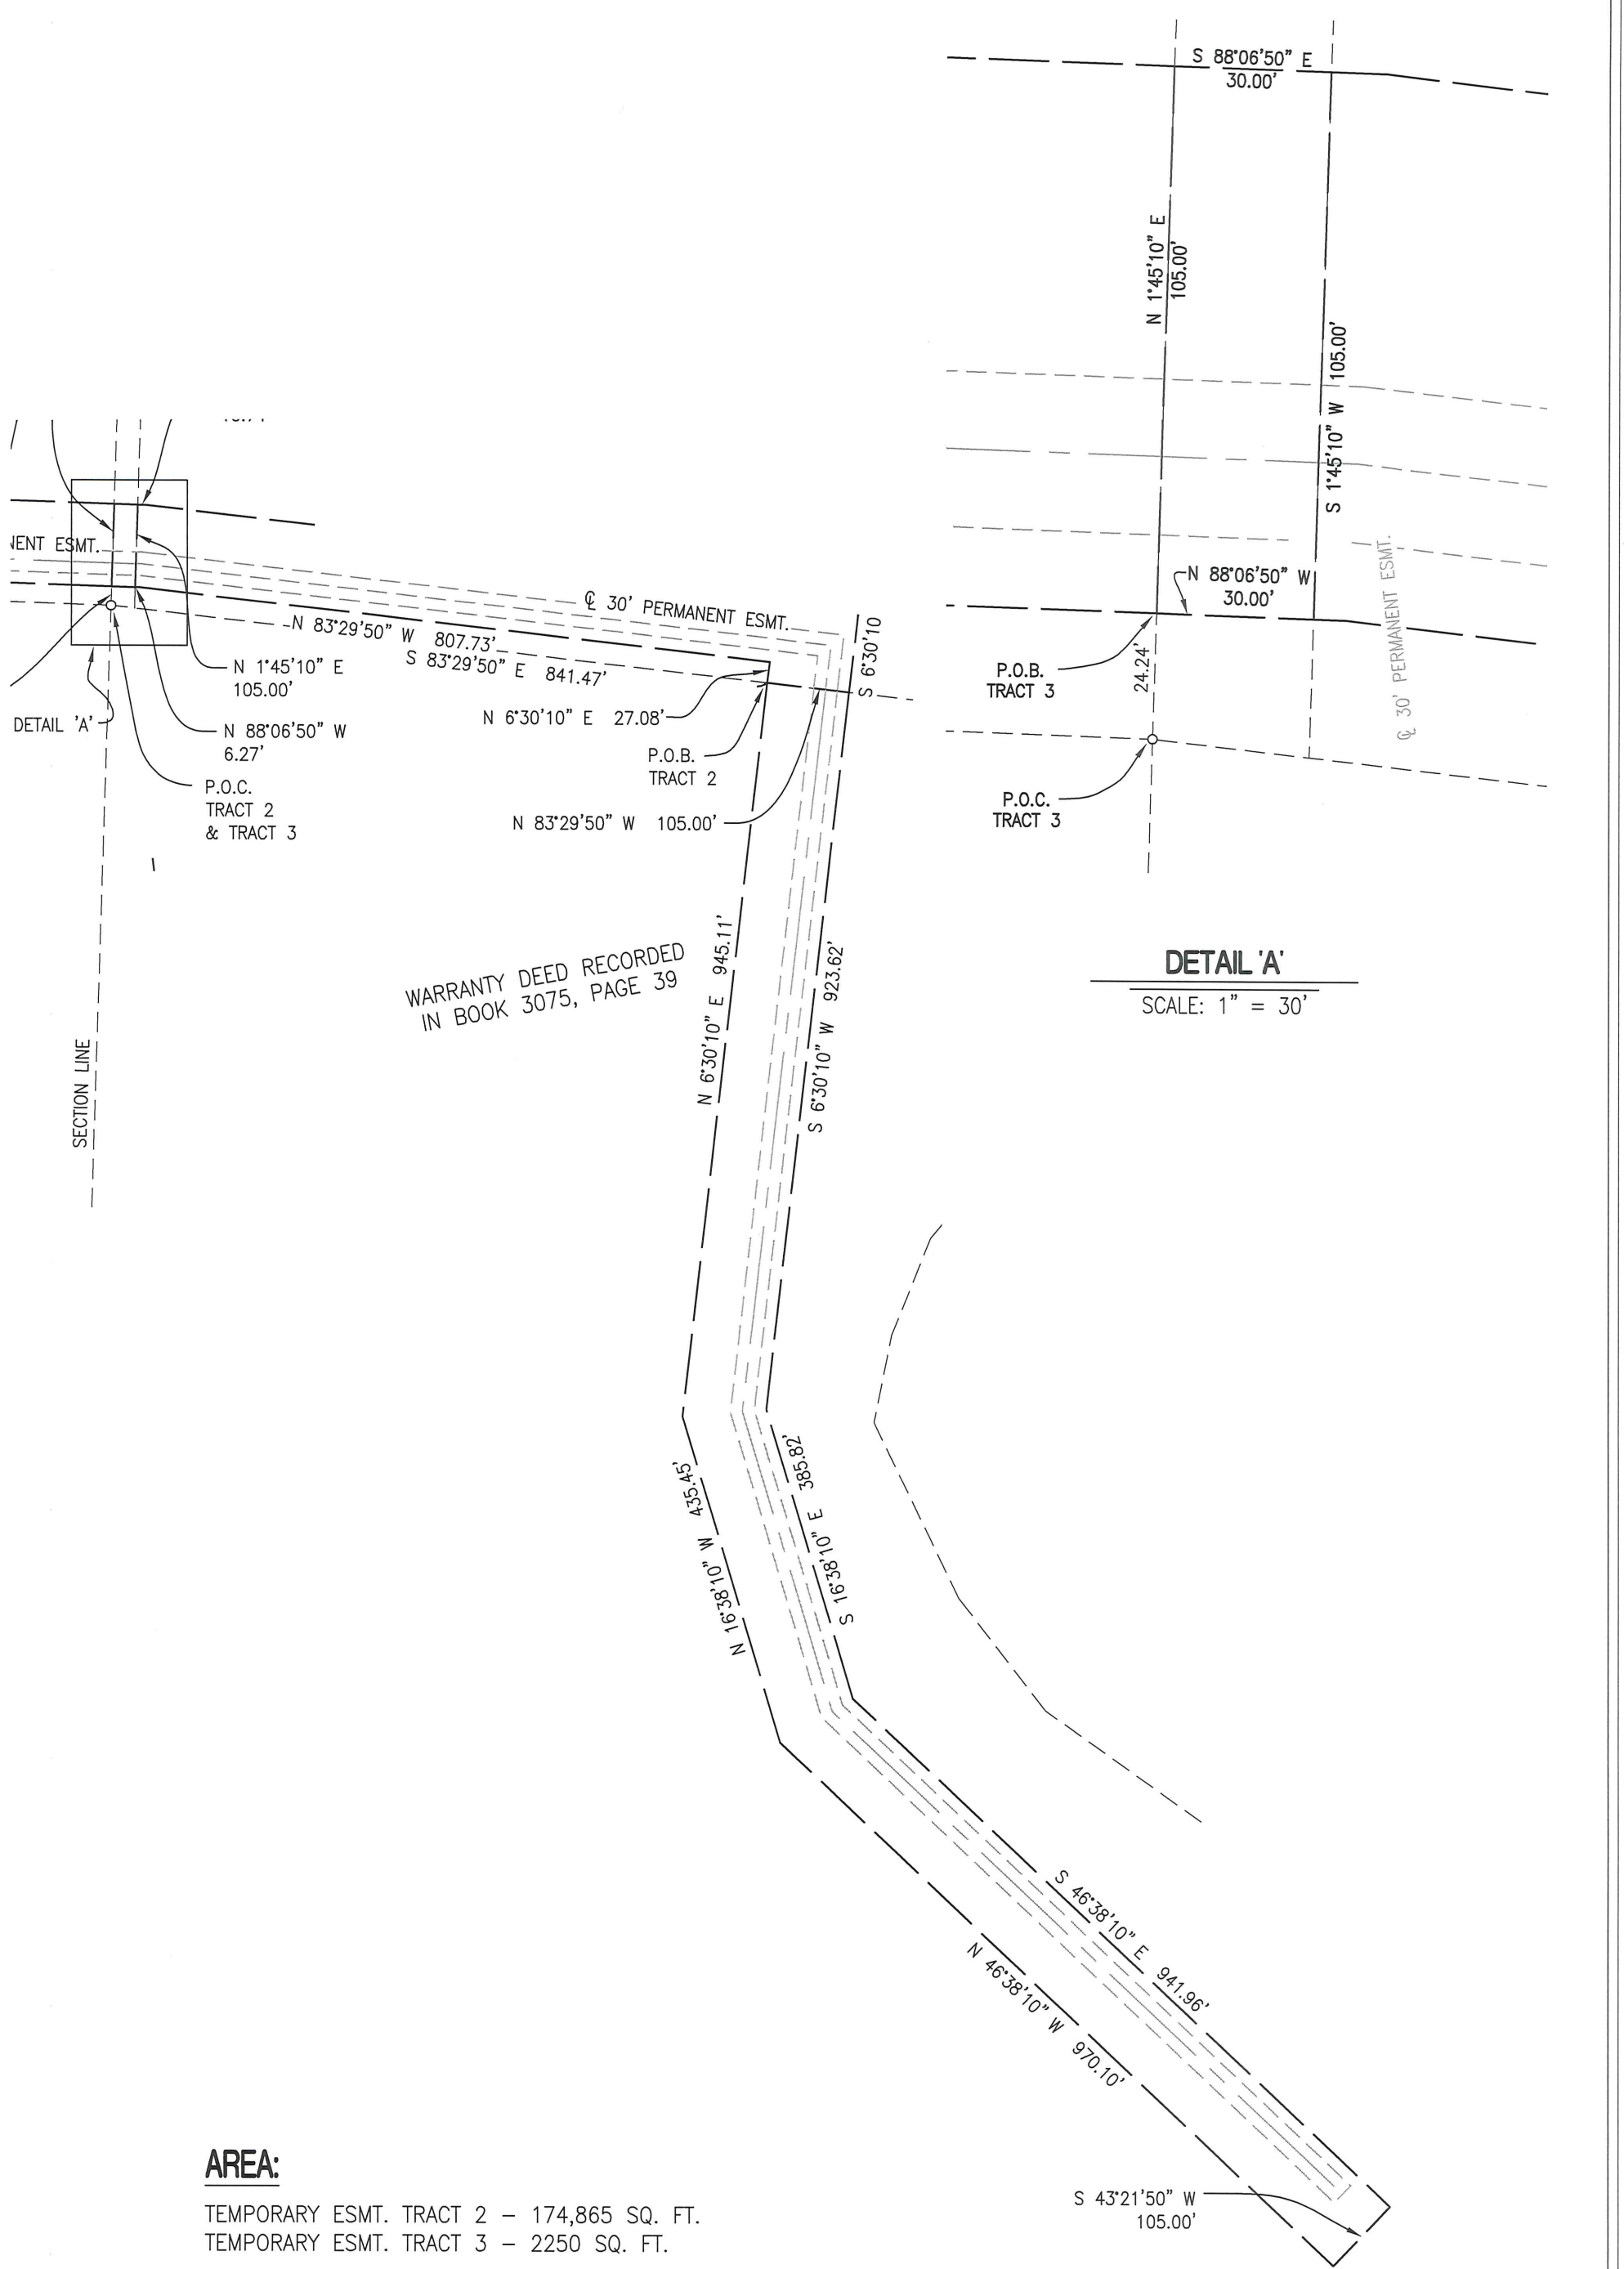 S 88°06'50" E
30.00'
N 1°45'10" E
105.00'
S 1°45'10" W 105.00'
N 88°06'50" W
30.00'
P.O.B.
TRACT 3
24.24'
P.O.C.
TRACT 3
℄ 30' PERMANENT ESMT.
DETAIL 'A'
SCALE: 1" = 30'
ESMT.
℄ 30' PERMANENT ESMT.
N 83°29'50" W 807.73'
S 83°29'50" E 841.47'
S 6°30'10
N 1°45'10" E
105.00'
N 6°30'10" E 27.08'
DETAIL 'A'
N 88°06'50" W
6.27'
P.O.B.
TRACT 2
P.O.C.
TRACT 2
& TRACT 3
N 83°29'50" W 105.00'
WARRANTY DEED RECORDED
IN BOOK 3075, PAGE 39
N 6°30'10" E 945.11'
S 6°30'10" W 923.62'
SECTION LINE
N 16°38'10" W 435.45'
S 16°38'10" E 385.82'
S 46°38'10" E 941.96'
N 46°38'10" W 970.10'
S 43°21'50" W
105.00'
AREA:
TEMPORARY ESMT. TRACT 2 – 174,865 SQ. FT.
TEMPORARY ESMT. TRACT 3 – 2250 SQ. FT.